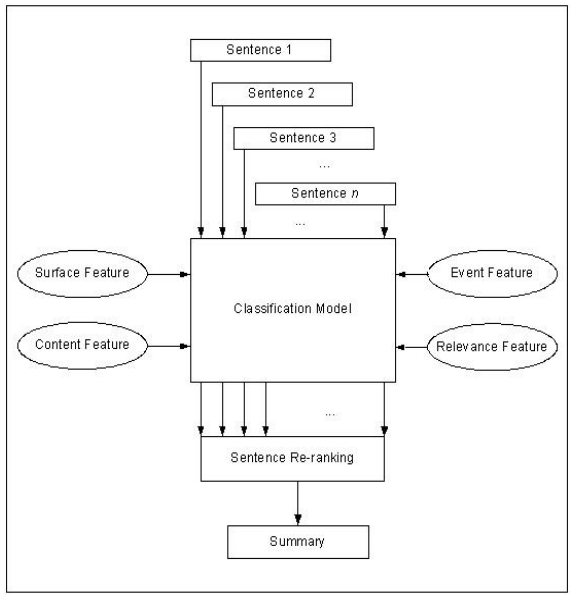 Sentence 1
Sentence 2
Sentence 3
...
Sentence n
...
Surface Feature
Event Feature
Classification Model
Content Feature
Relevance Feature
...
Sentence Re-ranking
Summary